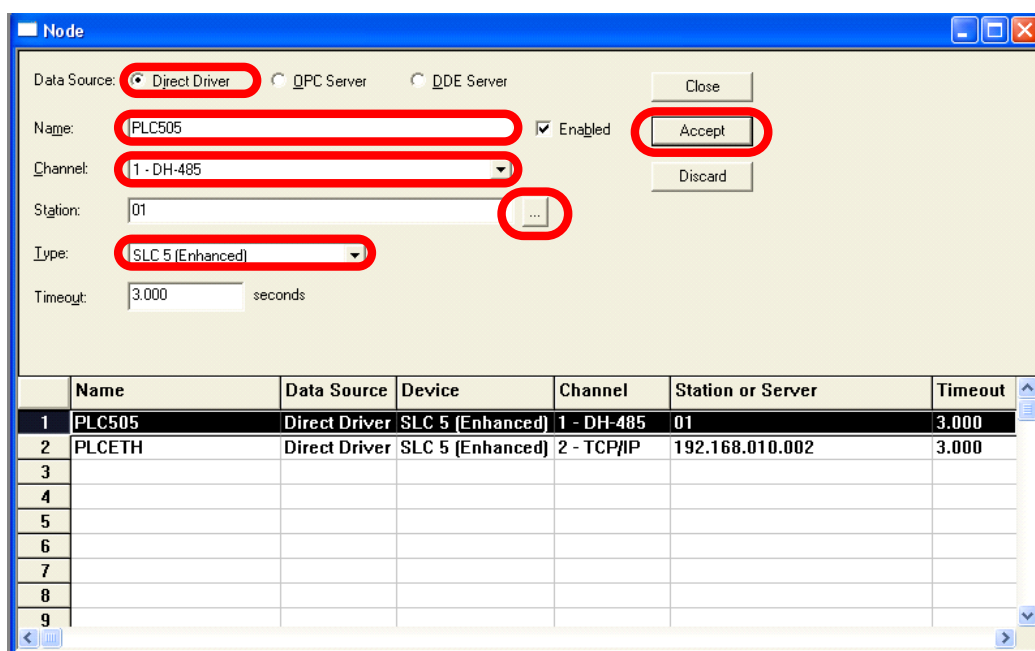 Node
Data Source: Direct Driver OPC Server DDE Server Close
Name: PLC505 Enabled Accept
Channel: 1 - DH-485 Discard
Station: 01 ...
Type: SLC 5 (Enhanced)
Timeout: 3.000 seconds
Name Data Source Device Channel Station or Server Timeout
1 PLC505 Direct Driver SLC 5 (Enhanced) 1 - DH-485 01 3.000
2 PLCETH Direct Driver SLC 5 (Enhanced) 2 - TCP/IP 192.168.010.002 3.000
3
4
5
6
7
8
9